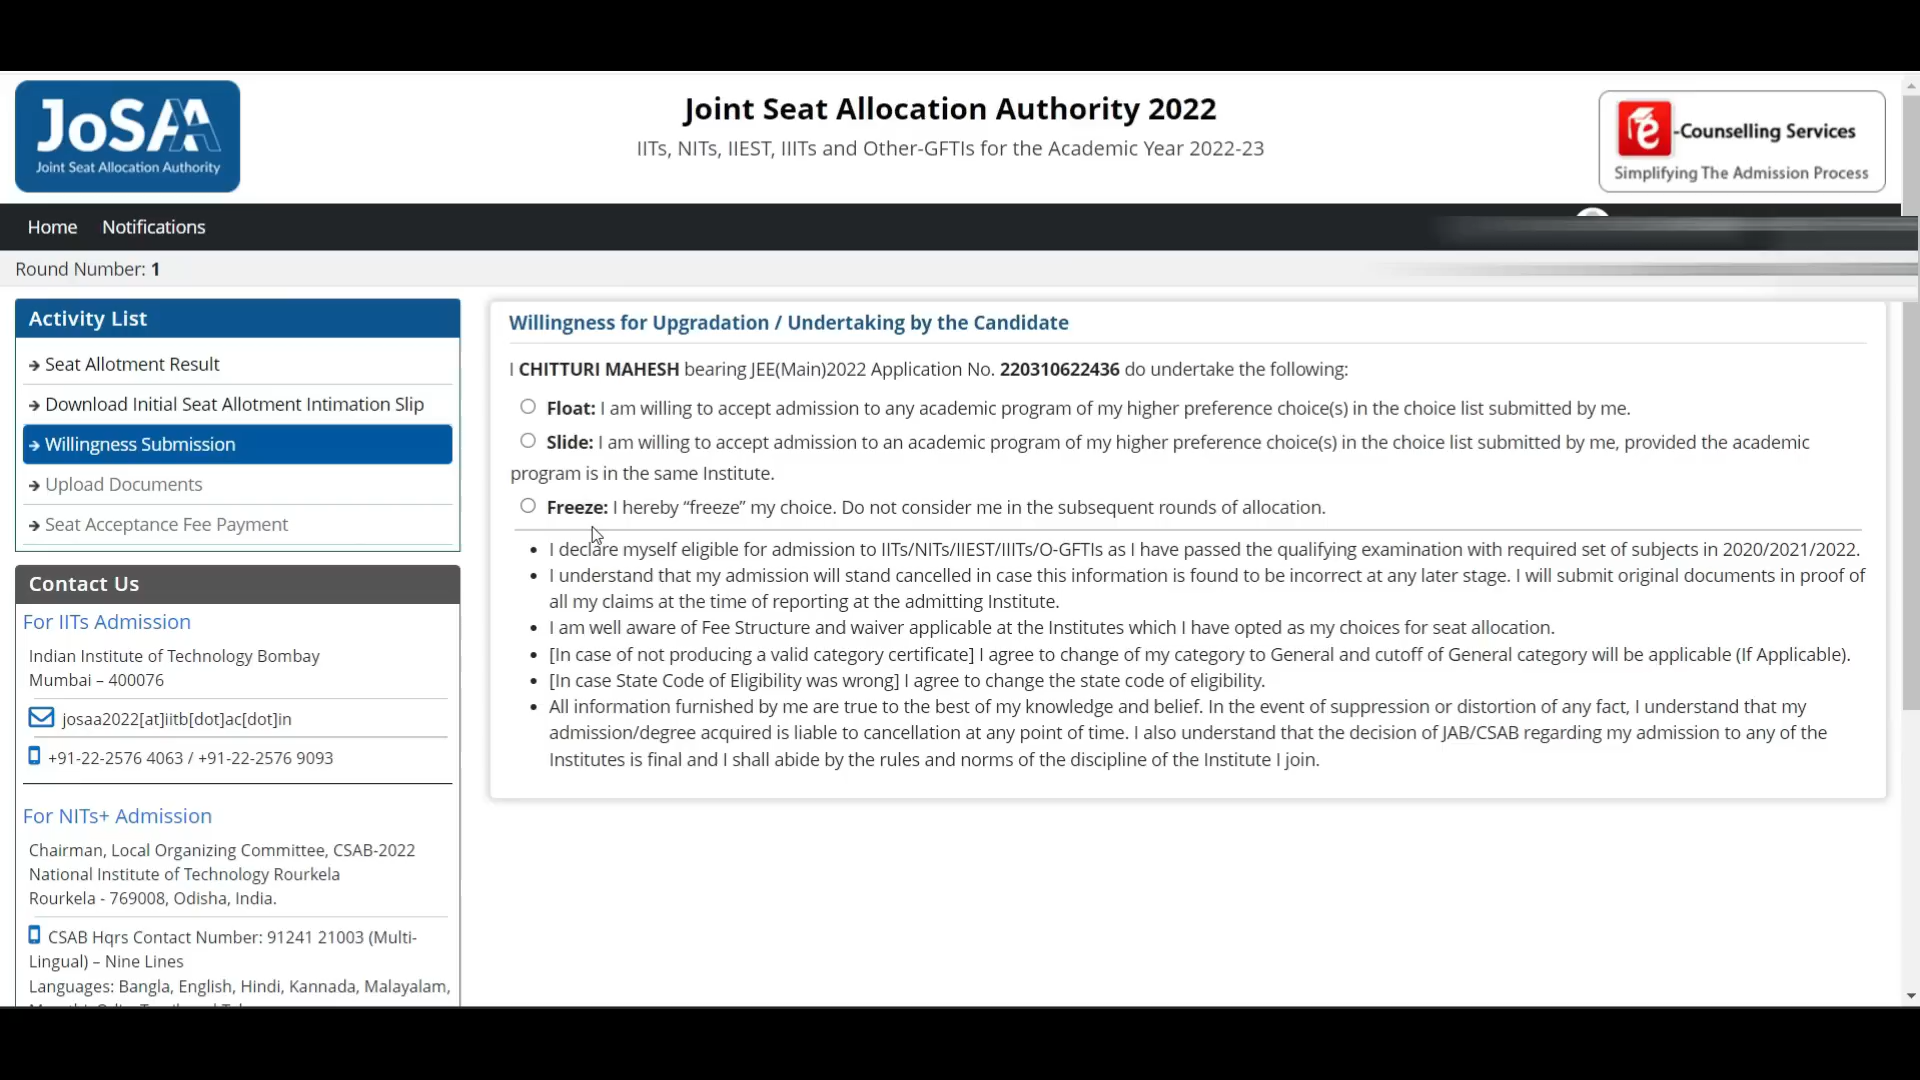 JoSAA
Joint Seat Allocation Authority
Joint Seat Allocation Authority 2022
IITs, NITs, IIEST, IIITs and Other-GFTIs for the Academic Year 2022-23
e-Counselling Services
Simplifying The Admission Process
Home Notifications
Round Number: 1
Activity List
Seat Allotment Result
Download Initial Seat Allotment Intimation Slip
Willingness Submission
Upload Documents
Seat Acceptance Fee Payment
Contact Us
For IITs Admission
Indian Institute of Technology Bombay
Mumbai – 400076
josaa2022[at]iitb[dot]ac[dot]in
+91-22-2576 4063 / +91-22-2576 9093
For NITs+ Admission
Chairman, Local Organizing Committee, CSAB-2022
National Institute of Technology Rourkela
Rourkela - 769008, Odisha, India.
CSAB Hqrs Contact Number: 91241 21003 (Multi-
Lingual) – Nine Lines
Languages: Bangla, English, Hindi, Kannada, Malayalam,
Willingness for Upgradation / Undertaking by the Candidate
I CHITTURI MAHESH bearing JEE(Main)2022 Application No. 220310622436 do undertake the following:
Float: I am willing to accept admission to any academic program of my higher preference choice(s) in the choice list submitted by me.
Slide: I am willing to accept admission to an academic program of my higher preference choice(s) in the choice list submitted by me, provided the academic
program is in the same Institute.
Freeze: I hereby “freeze” my choice. Do not consider me in the subsequent rounds of allocation.
• I declare myself eligible for admission to IITs/NITs/IIEST/IIITs/O-GFTIs as I have passed the qualifying examination with required set of subjects in 2020/2021/2022.
• I understand that my admission will stand cancelled in case this information is found to be incorrect at any later stage. I will submit original documents in proof of
all my claims at the time of reporting at the admitting Institute.
• I am well aware of Fee Structure and waiver applicable at the Institutes which I have opted as my choices for seat allocation.
• [In case of not producing a valid category certificate] I agree to change of my category to General and cutoff of General category will be applicable (If Applicable).
• [In case State Code of Eligibility was wrong] I agree to change the state code of eligibility.
• All information furnished by me are true to the best of my knowledge and belief. In the event of suppression or distortion of any fact, I understand that my
admission/degree acquired is liable to cancellation at any point of time. I also understand that the decision of JAB/CSAB regarding my admission to any of the
Institutes is final and I shall abide by the rules and norms of the discipline of the Institute I join.